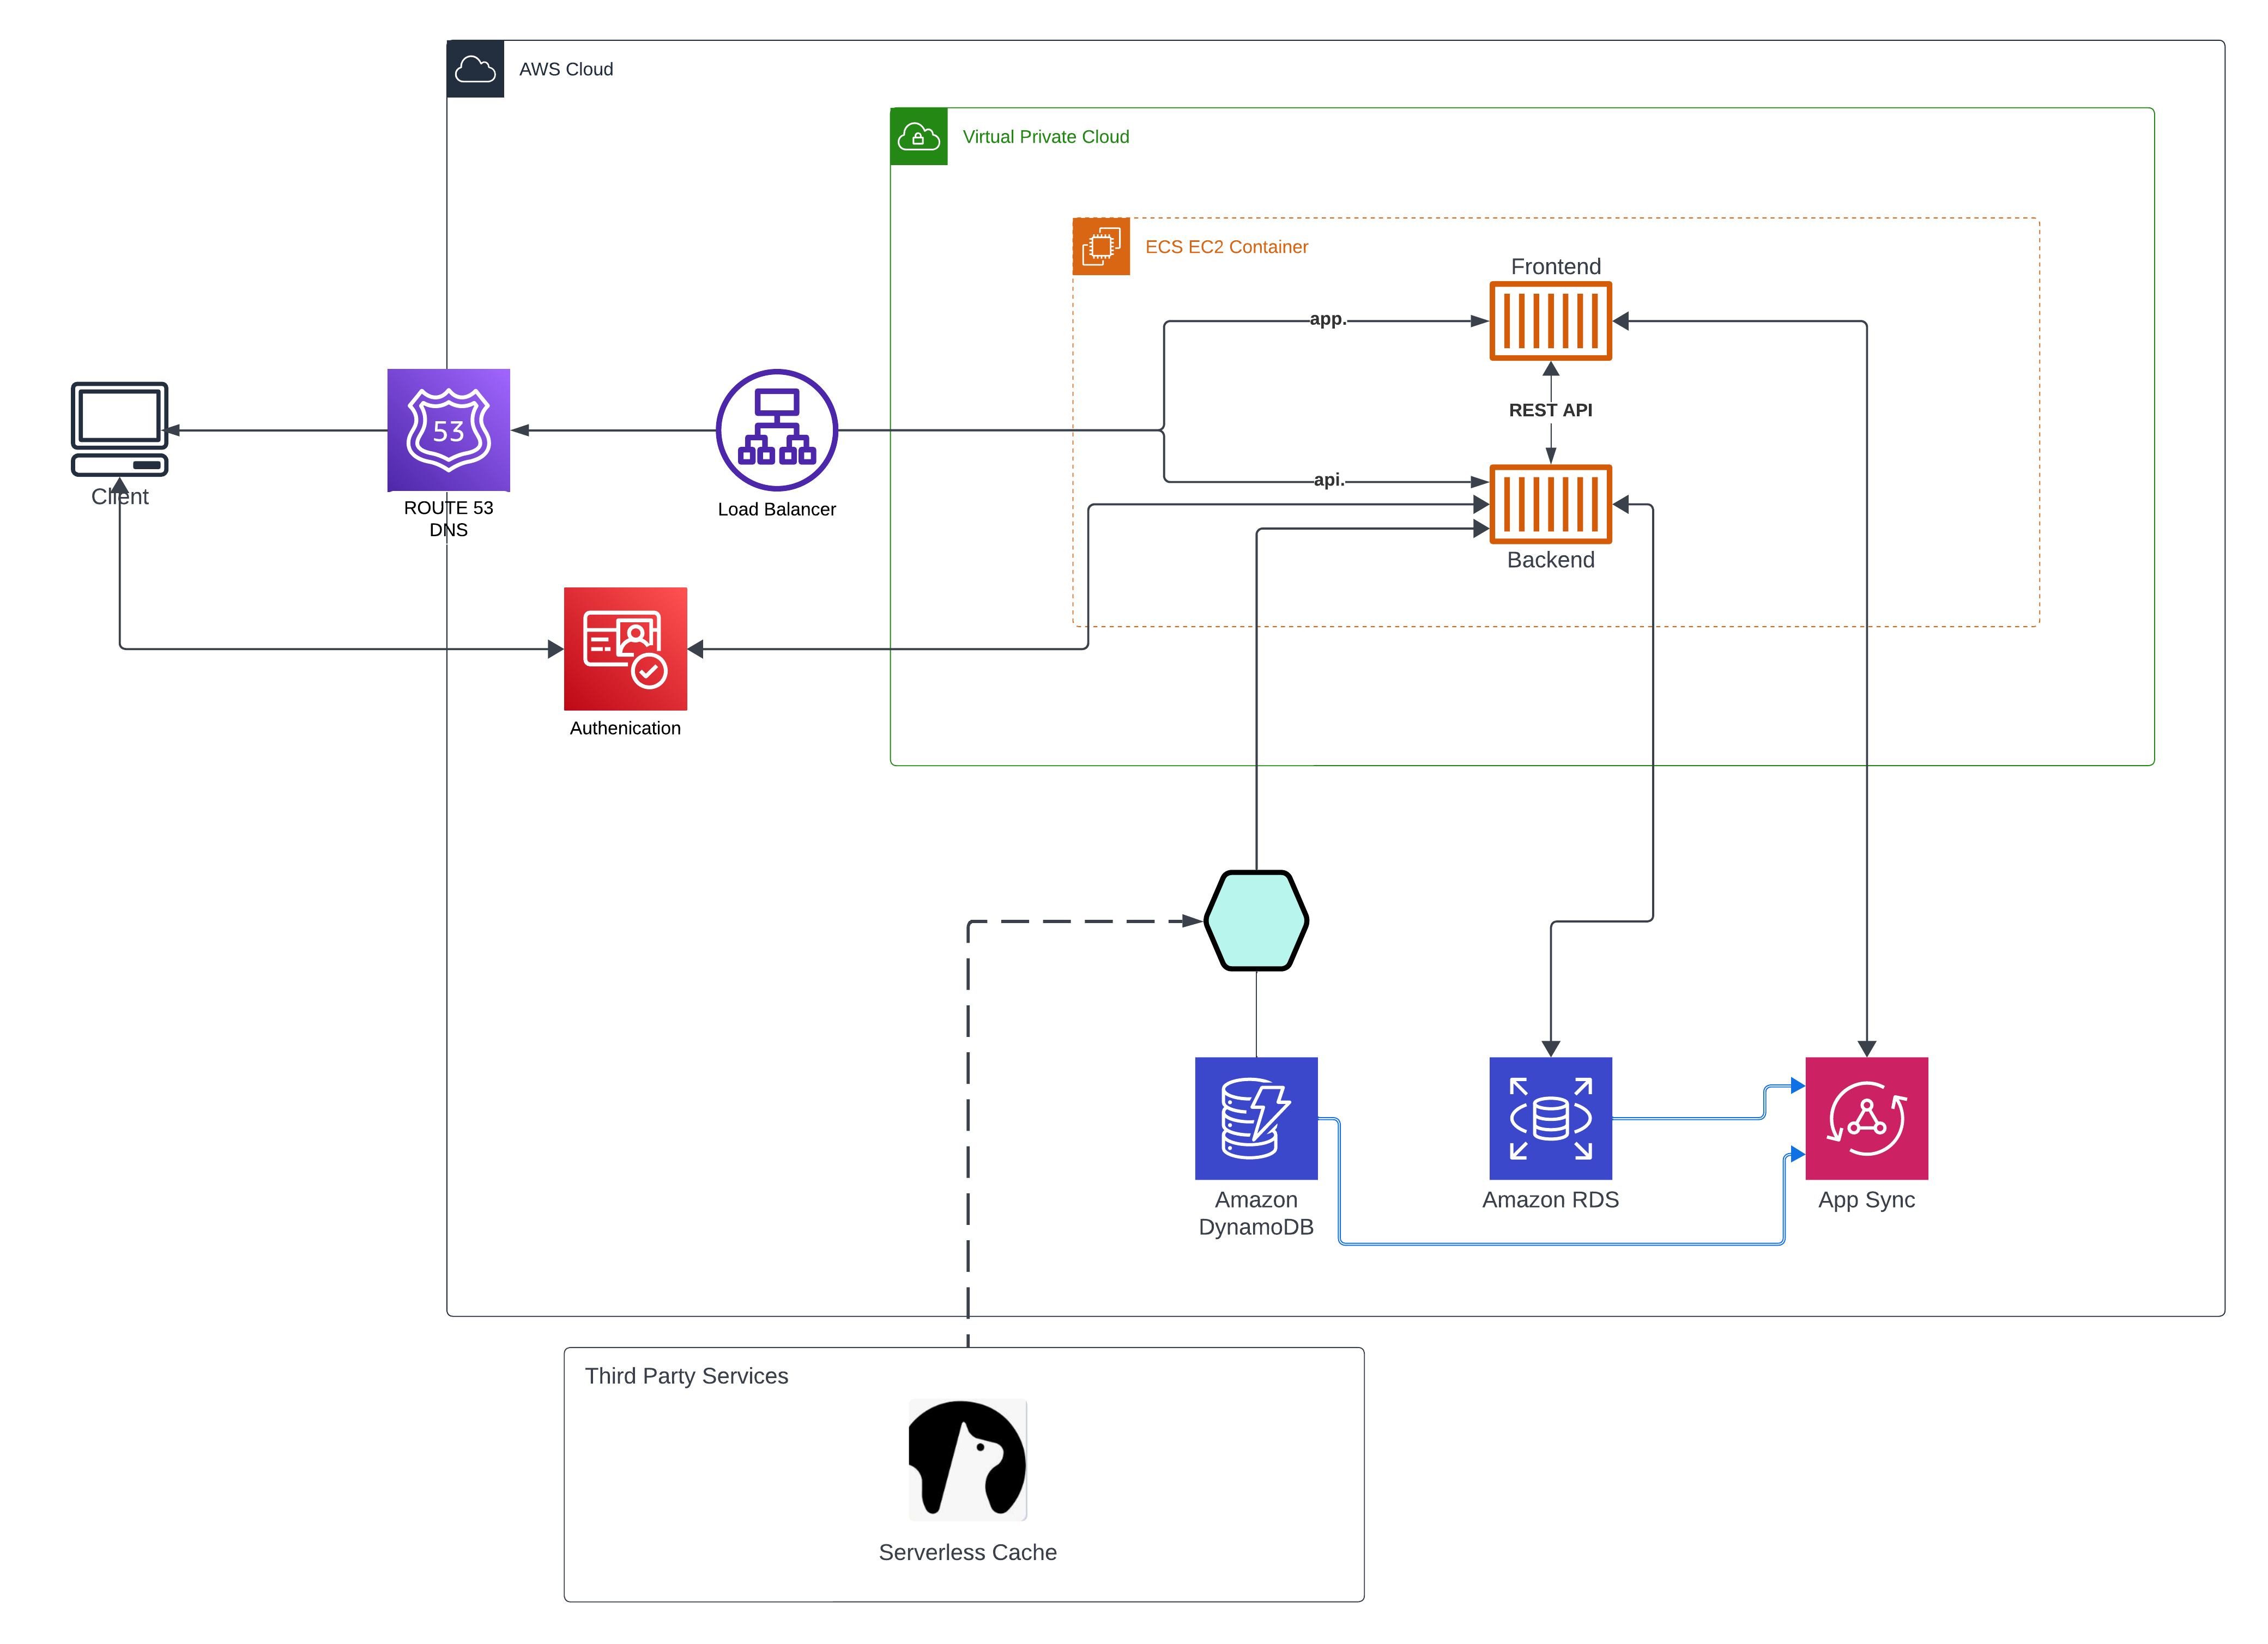 AWS Cloud
Virtual Private Cloud
ECS EC2 Container
Frontend
app.
REST API
53
Client
ROUTE 53
DNS
Load Balancer
api.
Backend
Authenication
Amazon
DynamoDB
Amazon RDS
App Sync
Third Party Services
Serverless Cache